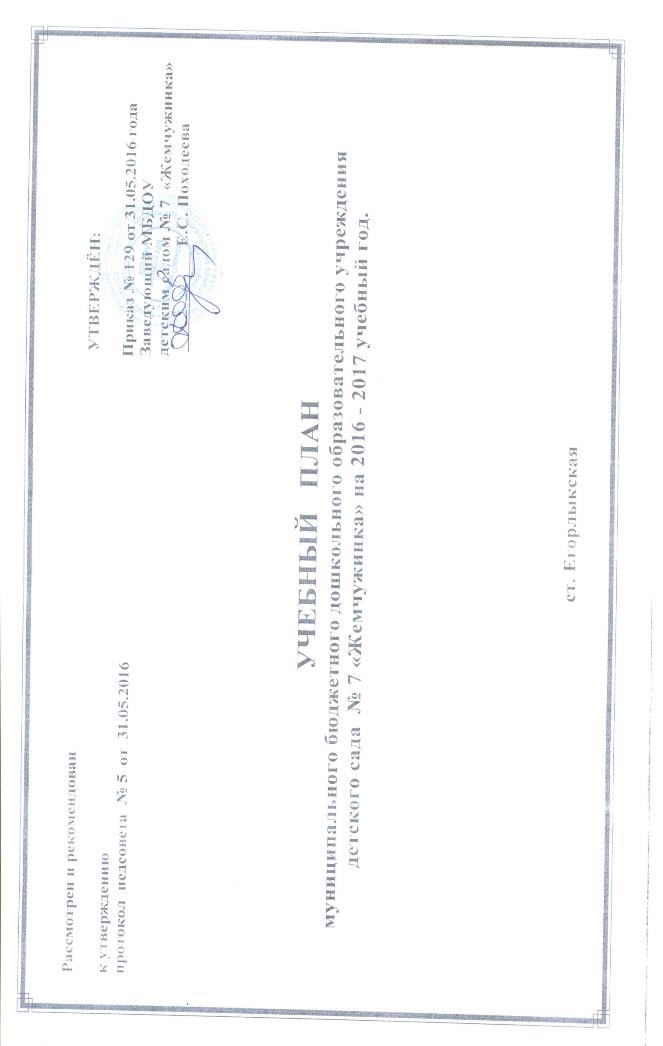 Рассмотрен и рекомендован
к утверждению
протокол педсовета № 5 от 31.05.2016
УТВЕРЖДЁН:
Приказ № 129 от 31.05.2016 года
Заведующий МБДОУ
детским садом № 7 «Жемчужинка»
Е.С. Походеева
УЧЕБНЫЙ ПЛАН
муниципального бюджетного дошкольного образовательного учреждения
детского сада № 7 «Жемчужинка» на 2016 - 2017 учебный год.
ст. Егорлыкская